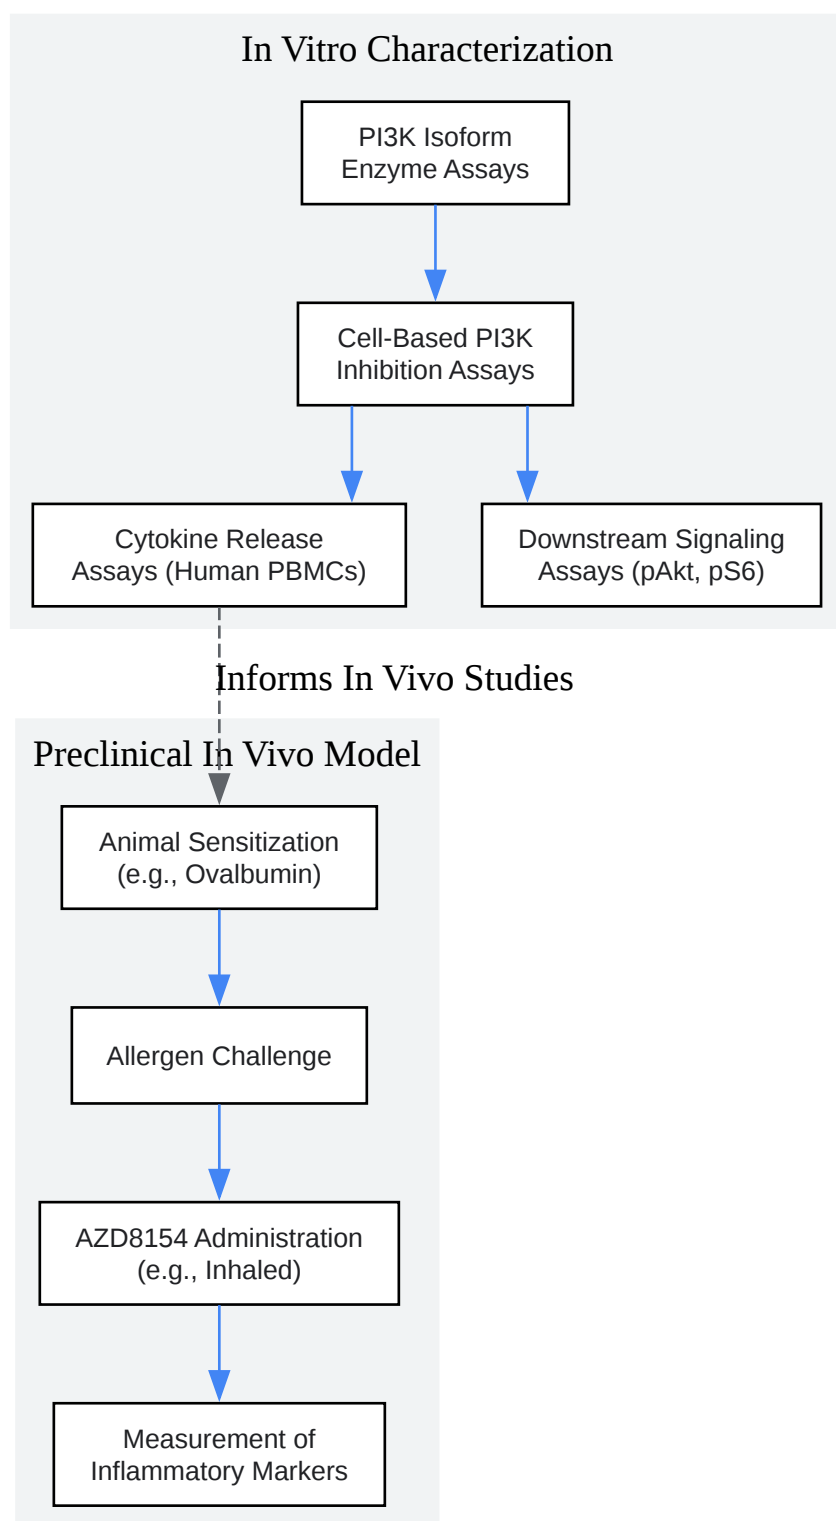 In Vitro Characterization
PI3K Isoform
Enzyme Assays
Cell-Based PI3K
Inhibition Assays
Cytokine Release
Assays (Human PBMCs)
Downstream Signaling
Assays (pAkt, pS6)
Informs In Vivo Studies
Preclinical In Vivo Model
Animal Sensitization
(e.g., Ovalbumin)
Allergen Challenge
AZD8154 Administration
(e.g., Inhaled)
Measurement of
Inflammatory Markers